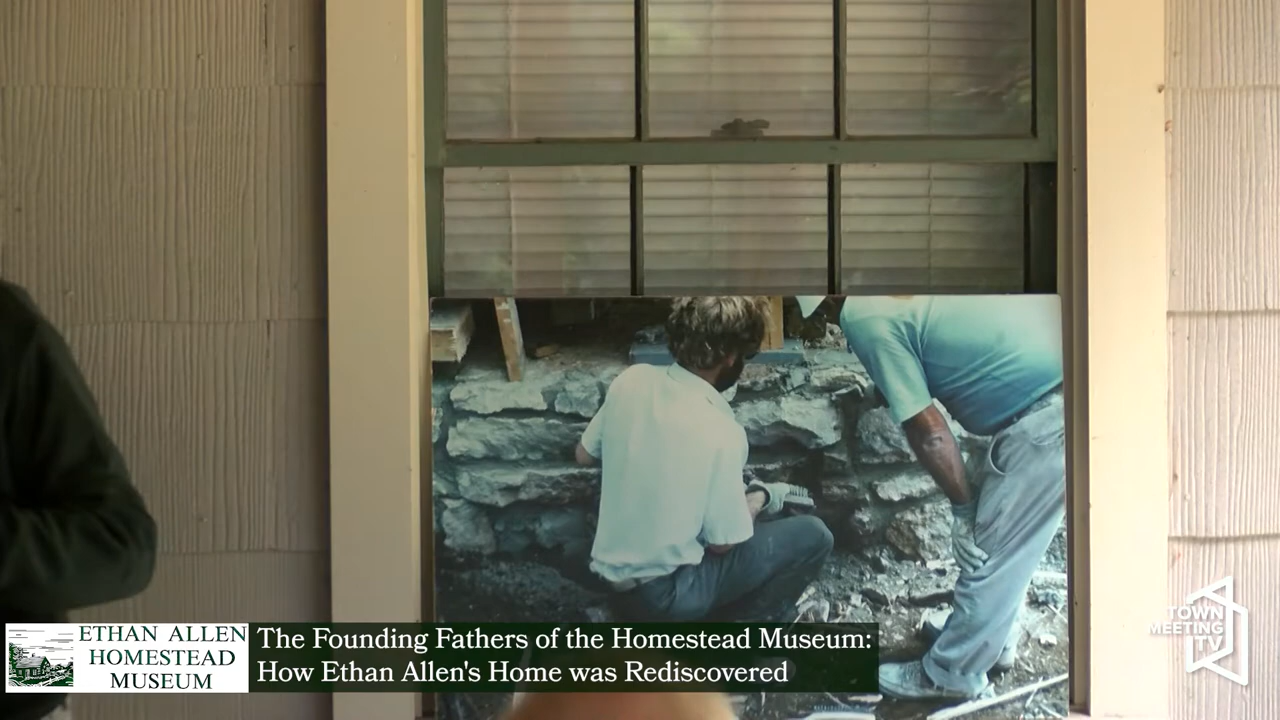 ETHAN ALLEN
HOMESTEAD
MUSEUM
The Founding Fathers of the Homestead Museum:
How Ethan Allen's Home was Rediscovered
TOWN
MEETING
TV